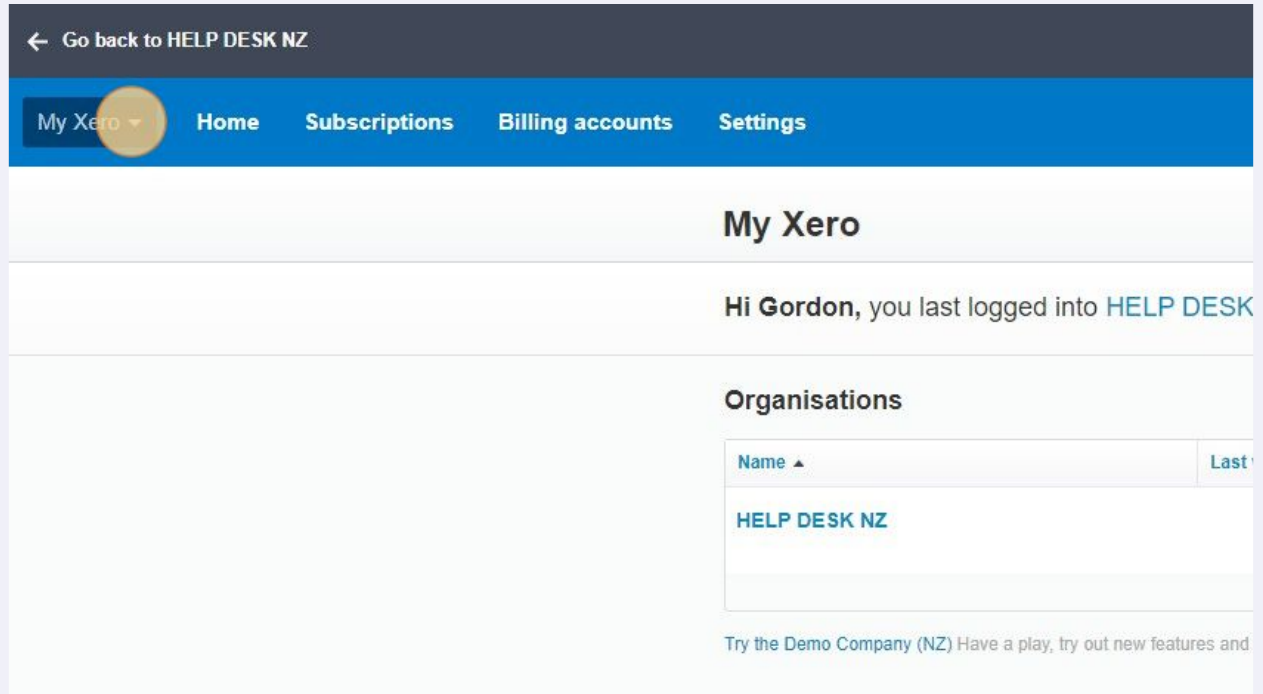 ← Go back to HELP DESK NZ
My Xero Home Subscriptions Billing accounts Settings
My Xero
Hi Gordon, you last logged into HELP DESK
Organisations
Name Last
HELP DESK NZ
Try the Demo Company (NZ) Have a play, try out new features and